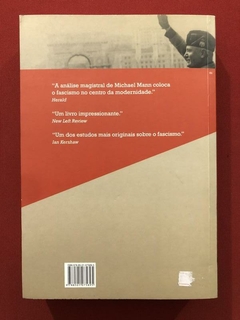 “A análise magistral de Michael Mann coloca
o fascismo no centro da modernidade.”
Herald
“Um livro impressionante.”
New Left Review
“Um dos estudos mais originais sobre o fascismo.”
Ian Kershaw